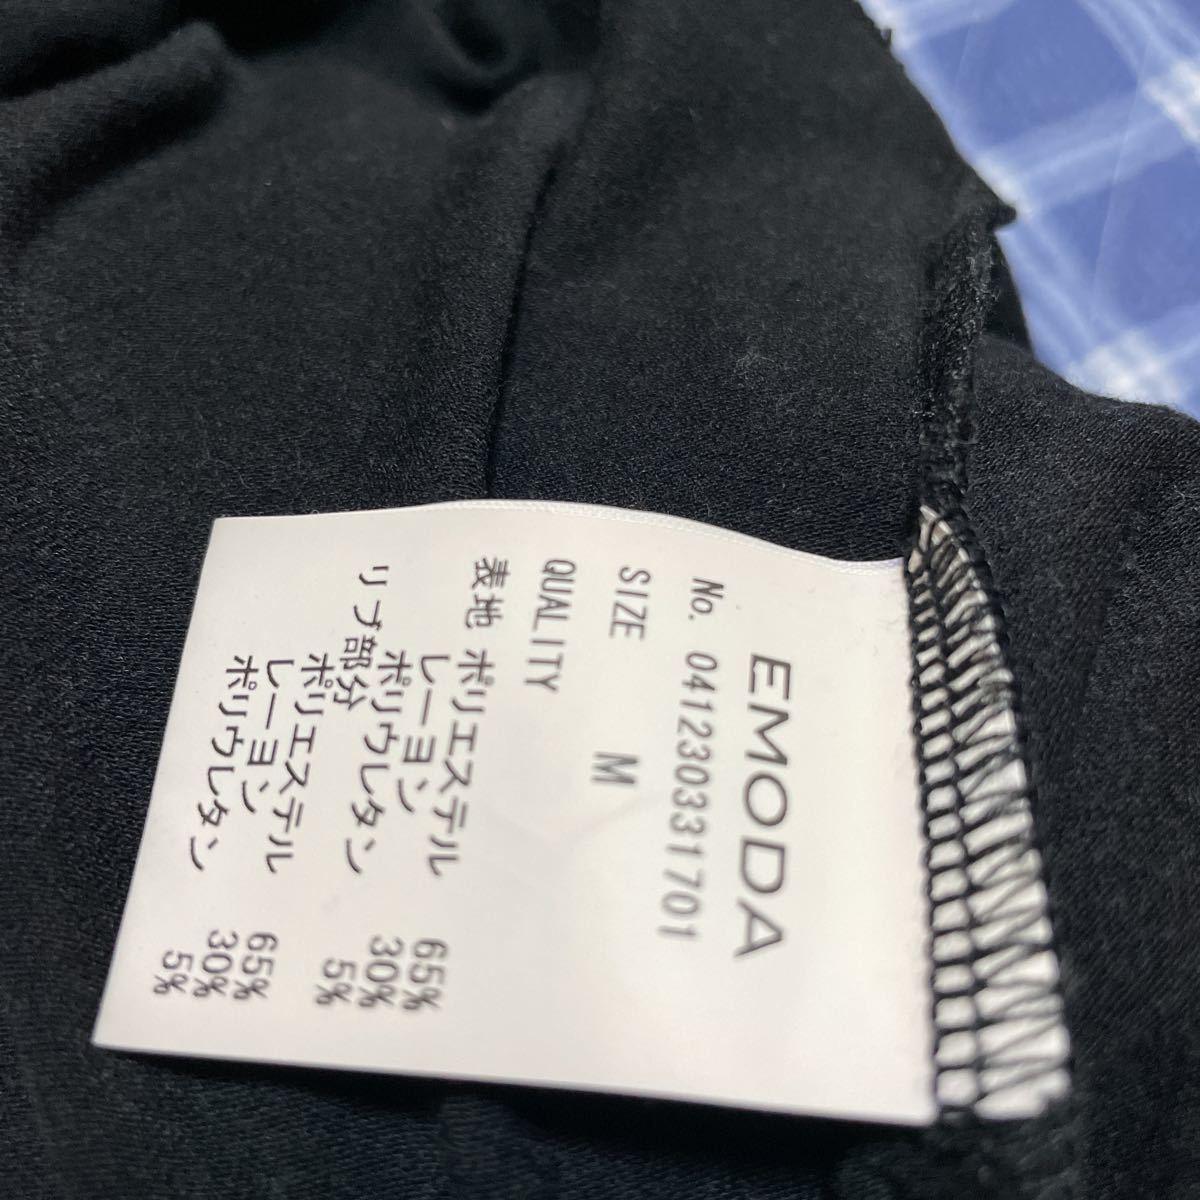 EMODA
No. 041230331701
SIZE M
QUALITY
表地 ポリエステル 65%
レーヨン 30%
ポリウレタン 5%
リブ部分
ポリエステル 65%
レーヨン 30%
ポリウレタン 5%